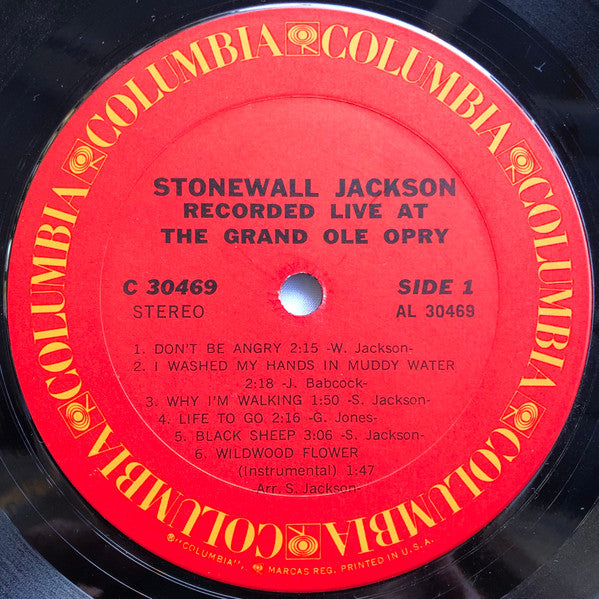 COLUMBIA COLUMBIA COLUMBIA COLUMBIA COLUMBIA COLUMBIA
STONEWALL JACKSON
RECORDED LIVE AT
THE GRAND OLE OPRY
C 30469 SIDE 1
STEREO AL 30469
1. DON'T BE ANGRY 2:15 -W. Jackson-
2. I WASHED MY HANDS IN MUDDY WATER
2:18 -J. Babcock-
3. WHY I'M WALKING 1:50 -S. Jackson-
4. LIFE TO GO 2:16 -G. Jones-
5. BLACK SHEEP 3:06 -S. Jackson-
6. WILDWOOD FLOWER
(Instrumental) 1:47
Arr. S. Jackson-
®"COLUMBIA", MARCAS REG. PRINTED IN U.S.A.